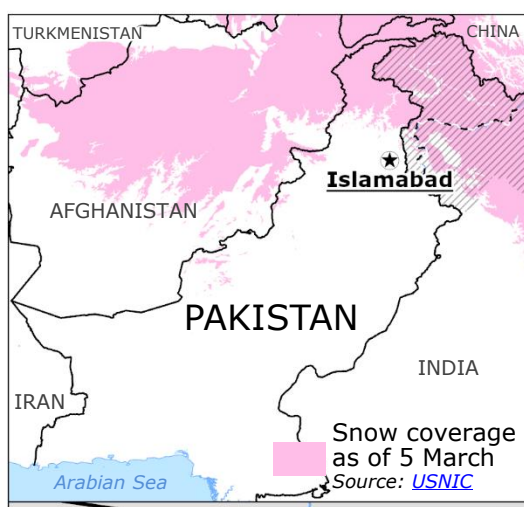 TURKMENISTAN
CHINA
Islamabad
AFGHANISTAN
PAKISTAN
INDIA
IRAN
Snow coverage
as of 5 March
Source: USNIC
Arabian Sea